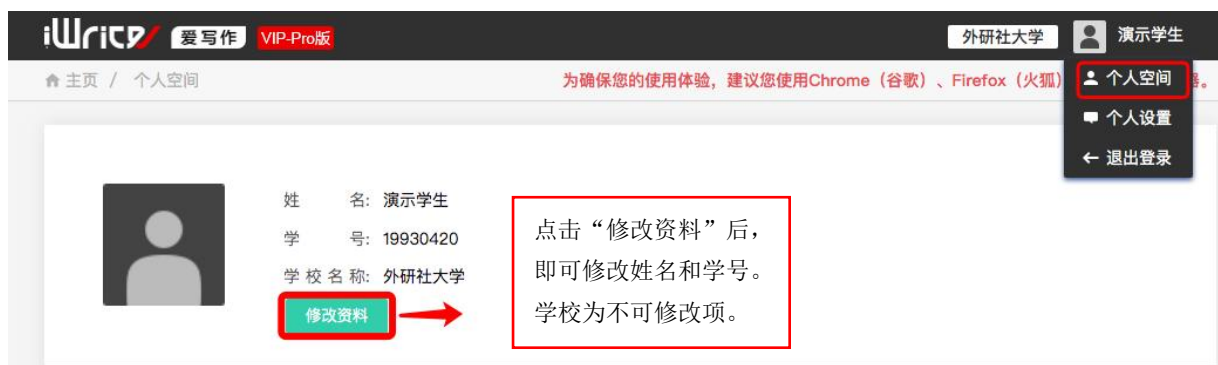 iWrite 爱写作 VIP-Pro版 外研社大学 演示学生
主页 / 个人空间 为确保您的使用体验，建议您使用Chrome（谷歌）、Firefox（火狐） 器。
个人空间
个人设置
退出登录
姓 名: 演示学生
学 号: 19930420
学校名称: 外研社大学
修改资料
点击“修改资料”后，
即可修改姓名和学号。
学校为不可修改项。